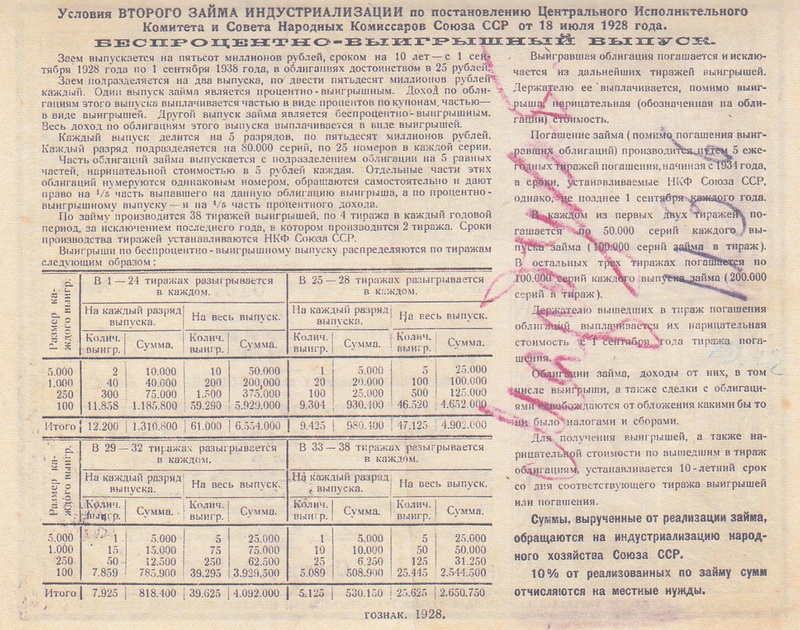 Условия ВТОРОГО ЗАЙМА ИНДУСТРИАЛИЗАЦИИ по постановлению Центрального Исполнительного
Комитета и Совета Народных Комиссаров Союза ССР от 18 июля 1928 года.
БЕСПРОЦЕНТНО-ВЫИГРЫШНЫЙ ВЫПУСК.
Заем выпускается на пятьсот миллионов рублей, сроком на 10 лет—с 1 сен-
тября 1928 года по 1 сентября 1938 года, в облигациях достоинством в 25 рублей.
Заем подразделяется на два выпуска, по двести пятьдесят миллионов рублей
каждый. Один выпуск займа является процентно-выигрышным. Доход по обли-
гациям этого выпуска выплачивается частью в виде процентов по купонам, частью—
в виде выигрышей. Другой выпуск займа является беспроцентно-выигрышным.
Весь доход по облигациям этого выпуска выплачивается в виде выигрышей.
Каждый выпуск делится на 5 разрядов, по пятьдесят миллионов рублей.
Каждый разряд подразделяется на 80.000 серий, по 25 номеров в каждой серии.
Часть облигаций займа выпускается с подразделением облигации на 5 равных
частей, нарицательной стоимостью в 5 рублей каждая. Отдельные части этих
облигаций нумеруются одинаковым номером, обращаются самостоятельно и дают
право на 1/5 часть выпавшего на данную облигацию выигрыша, а по процентно-
выигрышному выпуску—и на 1/5 часть процентного дохода.
По займу производится 38 тиражей выигрышей, по 4 тиража в каждый годовой
период, за исключением последнего года, в котором производится 2 тиража. Сроки
производства тиражей устанавливаются НКФ Союза ССР.
Выигрыши по беспроцентно-выигрышному выпуску распределяются по тиражам
следующим образом:
Размер ка-
ждого выигр.
В 1—24 тиражах разыгрывается
в каждом.
В 25—28 тиражах разыгрывается
в каждом.
На каждый разряд
выпуска.
На весь выпуск.
На каждый разряд
выпуска.
На весь выпуск.
Колич.
выигр.
Сумма.
Колич.
выигр.
Сумма.
Колич.
выигр.
Сумма.
Колич.
выигр.
Сумма.
5.000 2 10.000 10 50.000 1 5.000 5 25.000
1.000 40 40.000 200 200,000 20 20.000 100 100.000
250 300 75.000 1.500 375.000 100 25.000 500 125.000
100 11.858 1.185.800 59.290 5.929.000 9.304 930.400 46.520 4.652.000
Итого 12.200 1.310.800 61.000 6.554.000 9.425 980.400 47.125 4.902.000
Размер ка-
ждого выигр.
В 29—32 тиражах разыгрывается
в каждом.
В 33—38 тиражах разыгрывается
в каждом.
На каждый разряд
выпуска.
На весь выпуск.
На каждый разряд
выпуска.
На весь выпуск.
Колич.
выигр.
Сумма.
Колич.
выигр.
Сумма.
Колич.
выигр.
Сумма.
Колич.
выигр.
Сумма.
5.000 1 5.000 5 25.000 1 5.000 5 25.000
1.000 15 15.000 75 75.000 10 10.000 50 50.000
250 50 12.500 250 62.500 25 6.250 125 31.250
100 7.859 785.900 39.295 3.929.500 5.089 508.900 25.445 2.544.500
Итого 7.925 818.400 39.625 4.092.000 5.125 530.150 25.625 2.650.750
Выигравшая облигация погашается и исклю-
чается из дальнейших тиражей выигрышей.
Держателю ее выплачивается, помимо выиг-
рыша, нарицательная (обозначенная на обли-
гации) стоимость.
Погашение займа (помимо погашения выиг-
равших облигаций) производится путем 5 еже-
годных тиражей погашения, начиная с 1934 года,
в сроки, устанавливаемые НКФ Союза ССР,
однако, не позднее 1 сентября каждого года.
В каждом из первых двух тиражей по-
гашается по 50.000 серий каждого вы-
пуска займа (100.000 серий займа в тираж).
В остальных трех тиражах погашается по
100.000 серий каждого выпуска займа (200.000
серий в тираж).
Держателю вышедших в тираж погашения
облигаций выплачивается их нарицательная
стоимость с 1 сентября года тиража пога-
шения.
Облигации займа, доходы от них, в том
числе выигрыши, а также сделки с облигаци-
ями освобождаются от обложения какими бы то
ни было налогами и сборами.
Для получения выигрышей, а также на-
рицательной стоимости по вышедшим в тираж
облигациям, устанавливается 10-летний срок
со дня соответствующего тиража выигрышей
или погашения.
Суммы, вырученные от реализации займа,
обращаются на индустриализацию народ-
ного хозяйства Союза ССР.
10% от реализованных по займу сумм
отчисляются на местные нужды.
ГОЗНАК. 1928.